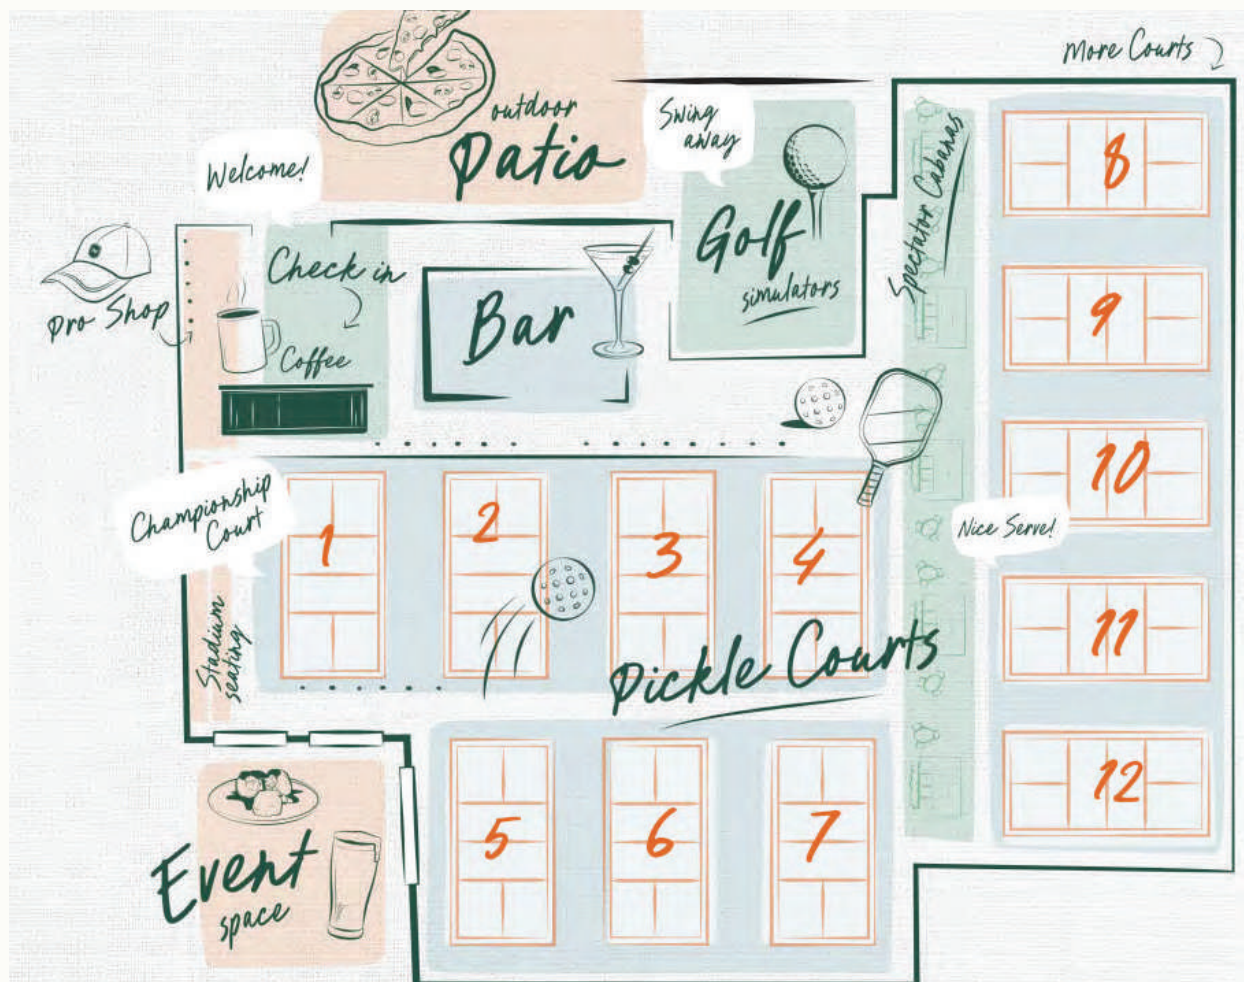 More Courts
outdoor
Patio
Swing
away
Welcome!
Golf
simulators
Spectator Cabanas
8
Check in
Pro Shop
Bar
Coffee
9
10
Championship
Court
1
2
3
4
Nice Serve!
Stadium
seating
Pickle Courts
11
12
Event
space
5
6
7